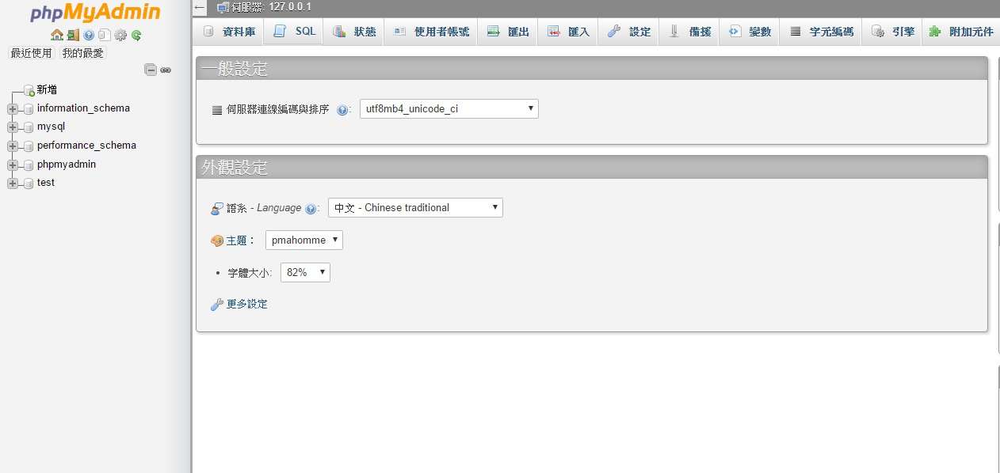 phpMyAdmin
最近使用 我的最愛
新增
information_schema
mysql
performance_schema
phpmyadmin
test
伺服器: 127.0.0.1
資料庫 SQL 狀態 使用者帳號 匯出 匯入 設定 備援 變數 字元編碼 引擎 附加元件
一般設定
伺服器連線編碼與排序 : utf8mb4_unicode_ci
外觀設定
語系 - Language : 中文 - Chinese traditional
主題： pmahomme
• 字體大小: 82%
更多設定